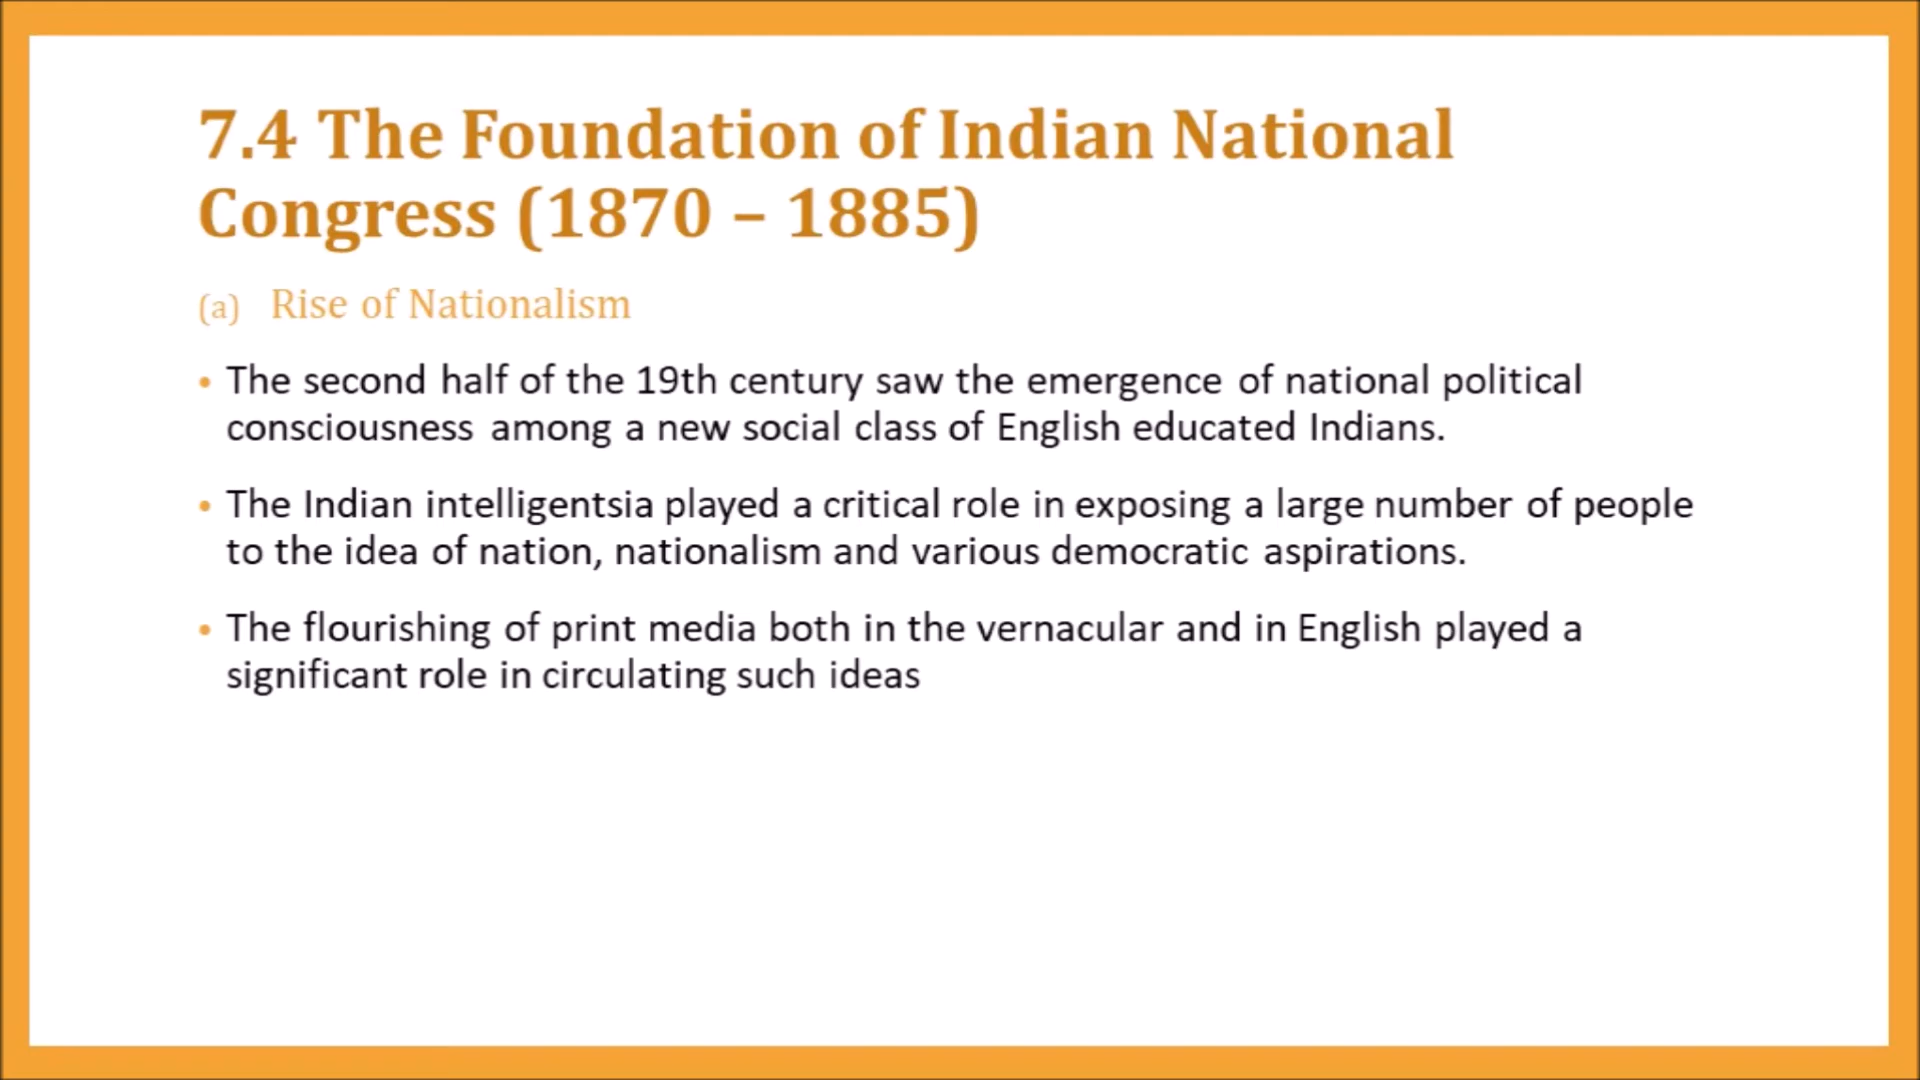 7.4 The Foundation of Indian National
Congress (1870 – 1885)
(a) Rise of Nationalism
• The second half of the 19th century saw the emergence of national political
consciousness among a new social class of English educated Indians.
• The Indian intelligentsia played a critical role in exposing a large number of people
to the idea of nation, nationalism and various democratic aspirations.
• The flourishing of print media both in the vernacular and in English played a
significant role in circulating such ideas